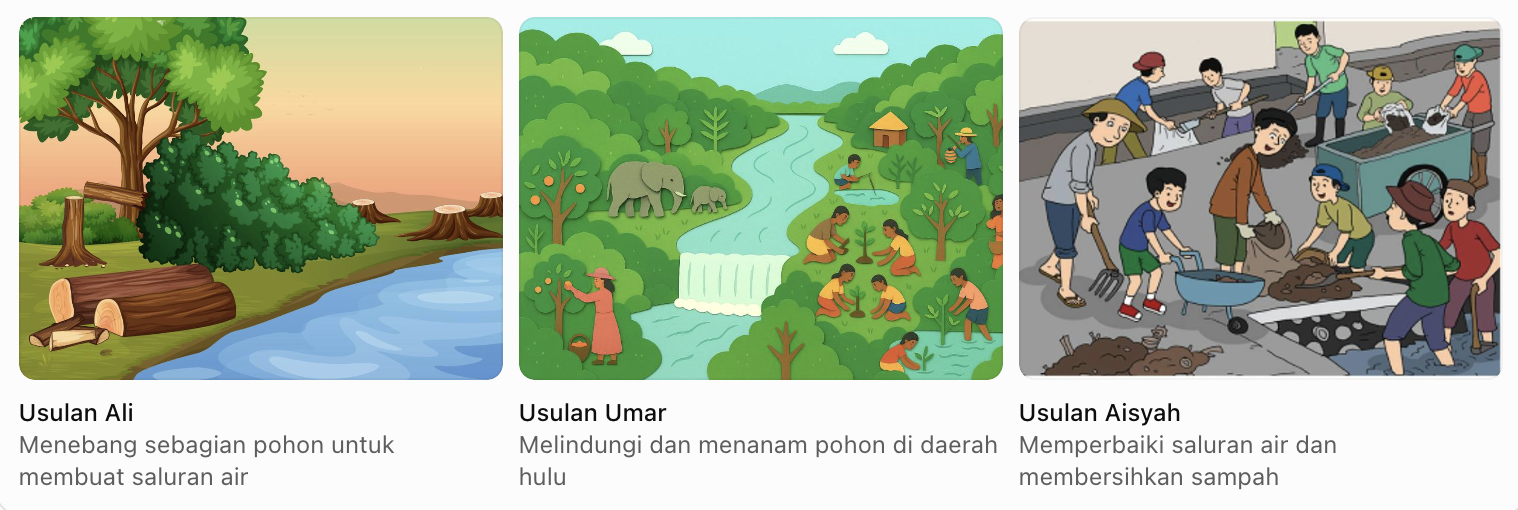 Usulan Ali
Menebang sebagian pohon untuk
membuat saluran air
Usulan Umar
Melindungi dan menanam pohon di daerah
hulu
Usulan Aisyah
Memperbaiki saluran air dan
membersihkan sampah